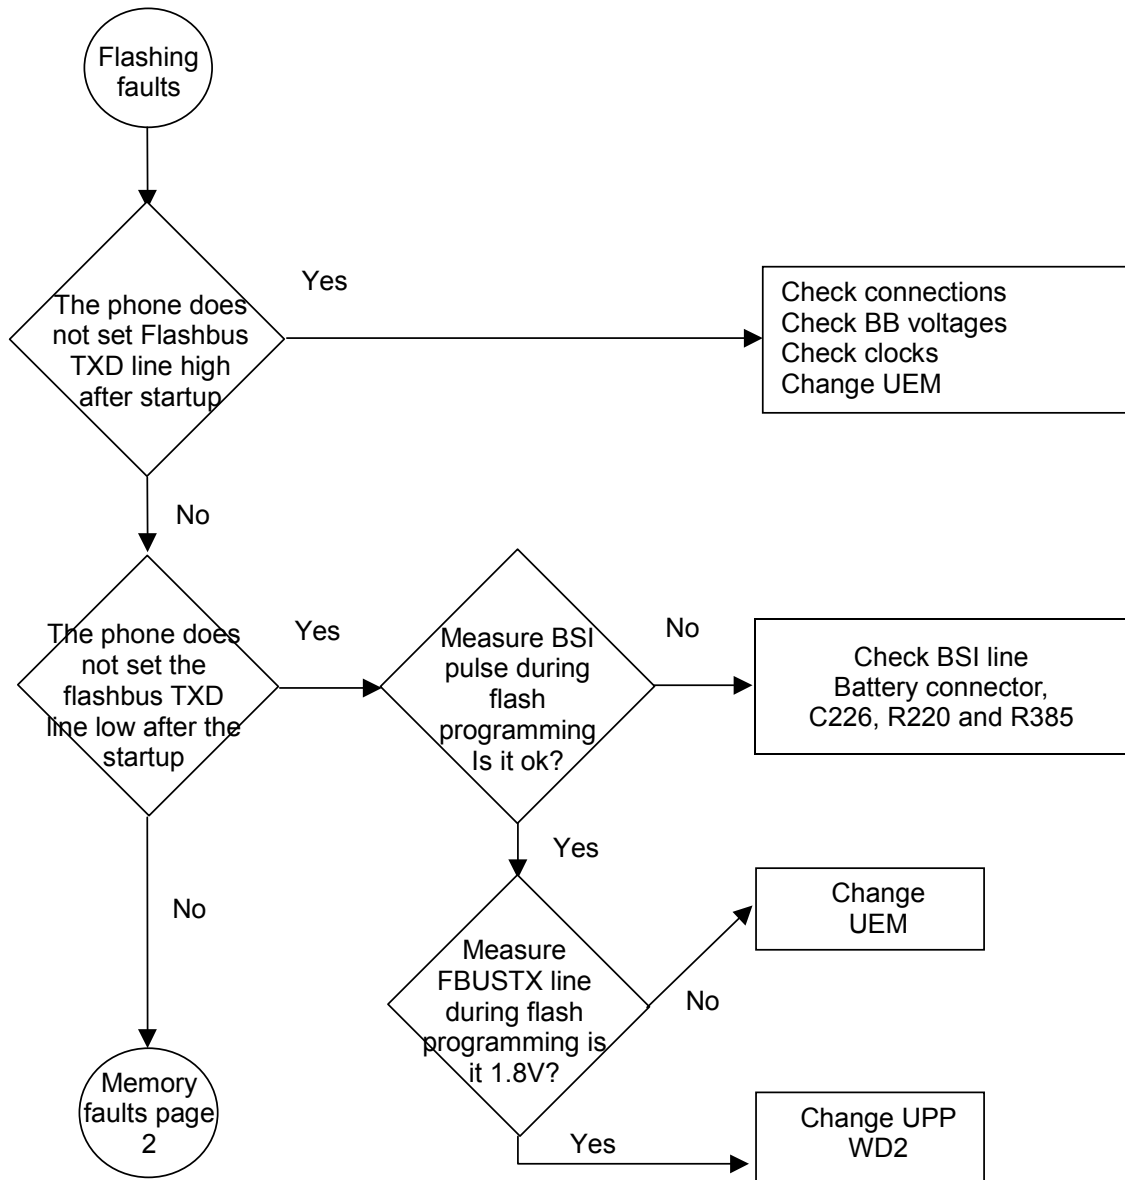 Flashing
faults
Yes
The phone does
not set Flashbus
TXD line high
after startup
Check connections
Check BB voltages
Check clocks
Change UEM
No
The phone does
not set the
flashbus TXD
line low after the
startup
Yes
Measure BSI
pulse during
flash
programming
Is it ok?
No
Check BSI line
Battery connector,
C226, R220 and R385
Yes
No
Measure
FBUSTX line
during flash
programming is
it 1.8V?
Change
UEM
No
Memory
faults page
2
Yes
Change UPP
WD2